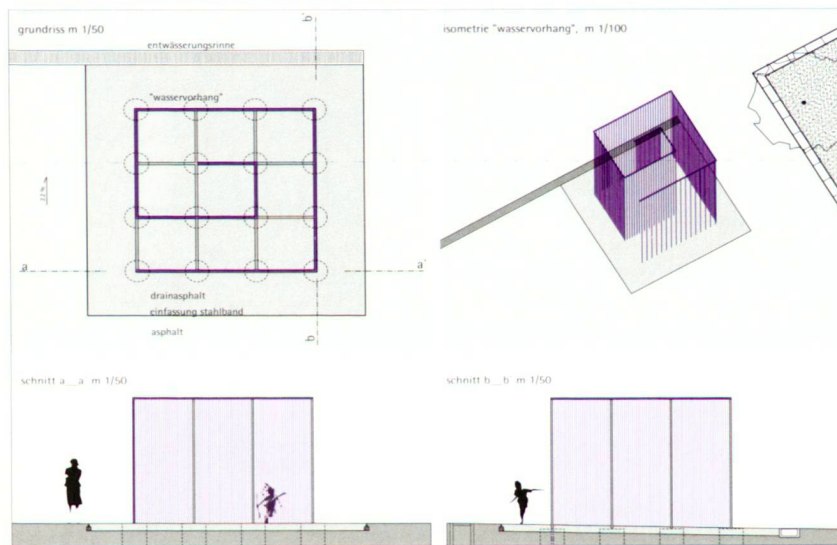 grundriss m 1/50
b'
entwässerungsrinne
"wasservorhang"
a
a'
drainasphalt
einfassung stahlband
asphalt
b
isometrie "wasservorhang", m 1/100
schnitt a__a m 1/50
schnitt b__b m 1/50